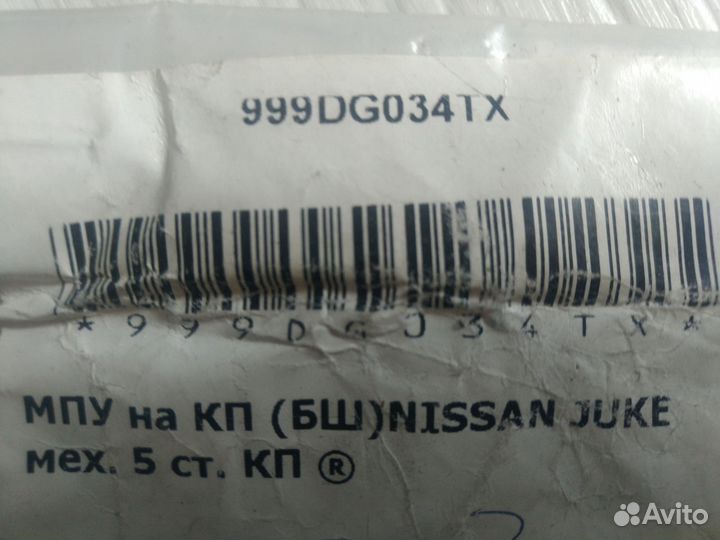 999DG034TX
*999DG034TX*
МПУ на КП (БШ)NISSAN JUKE
мех. 5 ст. КП ®
Avito